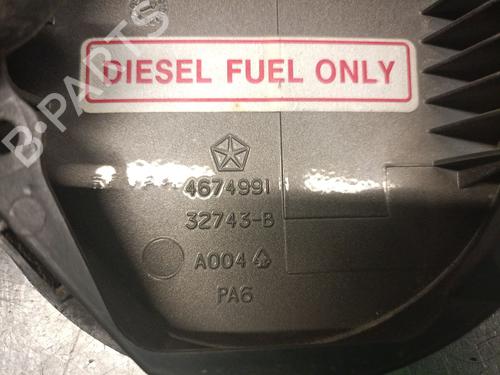 DIESEL FUEL ONLY
B-PARTS
4674991
32743-B
A004
PA6